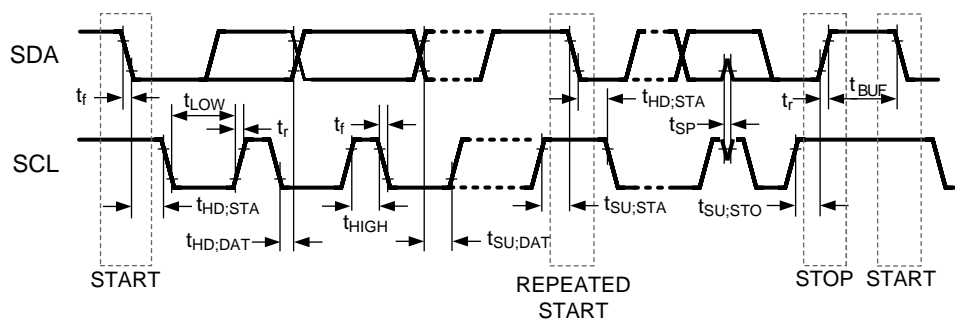 SDA
tf
tLOW
tr
tf
tHD;STA
tSP
tr
tBUF
SCL
tHD;STA
tHD;DAT
tHIGH
tSU;DAT
tSU;STA
tSU;STO
START
REPEATED
START
STOP
START